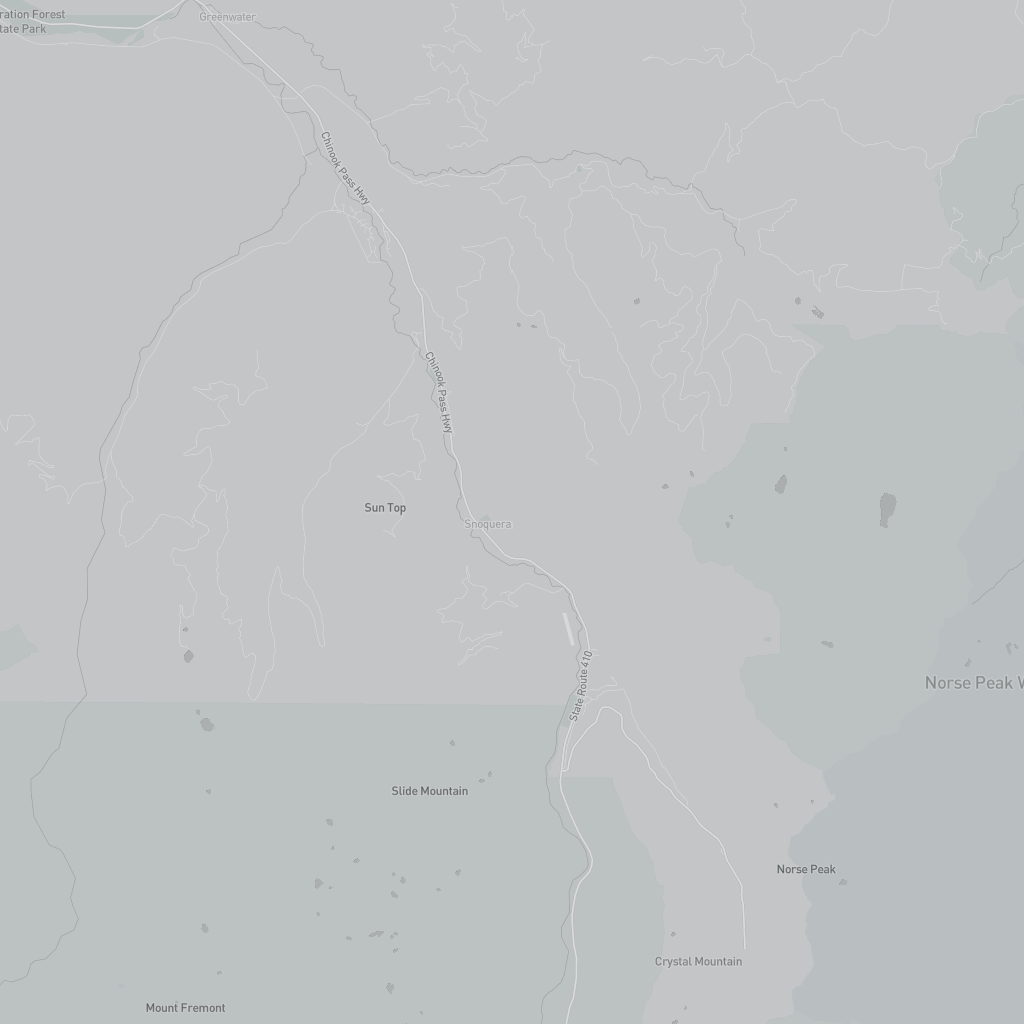 Greenwater
ration Forest
tate Park
Chinook Pass Hwy
Chinook Pass Hwy
Sun Top
Snoquera
State Route 410
Norse Peak W
Slide Mountain
Norse Peak
Crystal Mountain
Mount Fremont